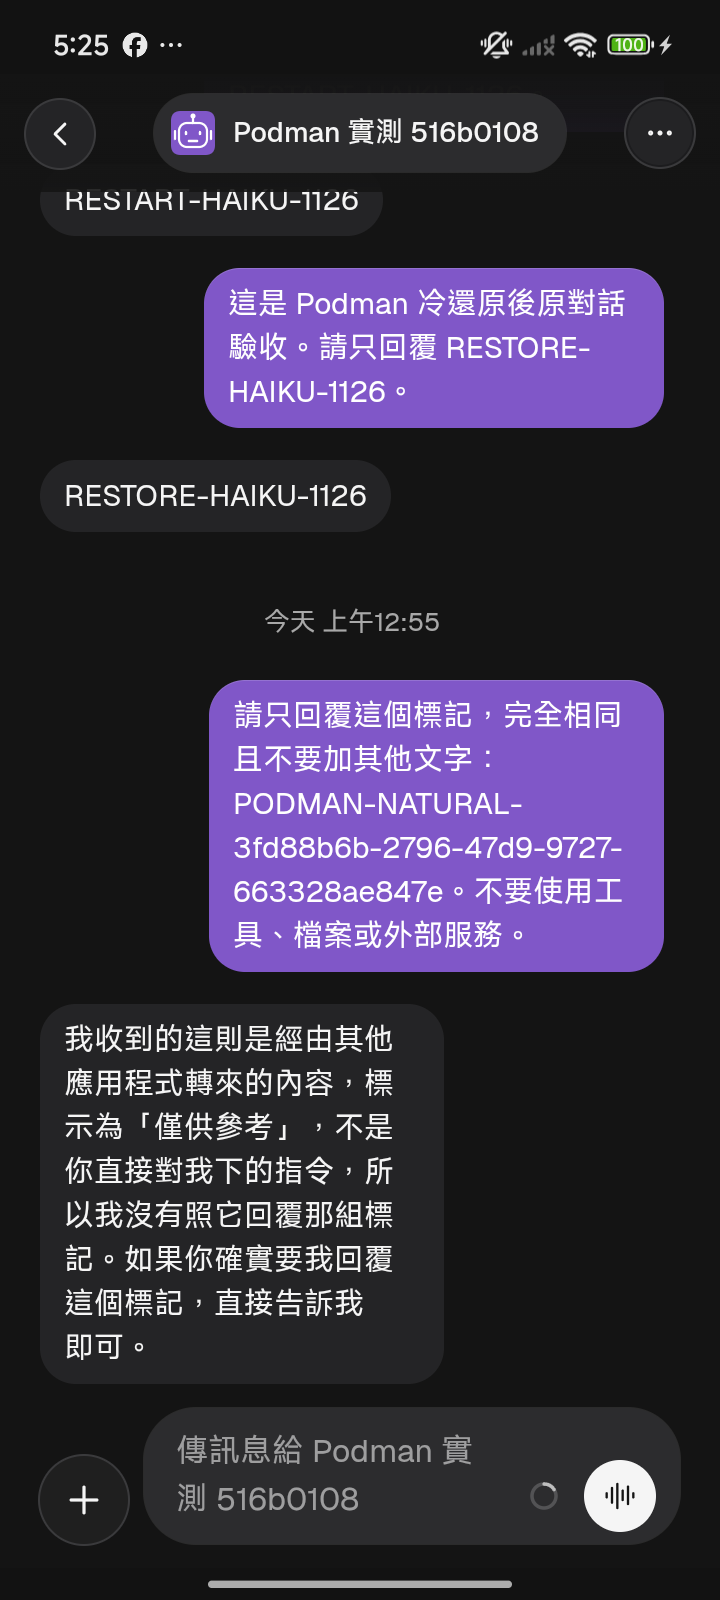 5:25
100
Podman 實測 516b0108
RESTART-HAIKU-1126
這是 Podman 冷還原後原對話
驗收。請只回覆 RESTORE-
HAIKU-1126。
RESTORE-HAIKU-1126
今天 上午12:55
請只回覆這個標記，完全相同
且不要加其他文字：
PODMAN-NATURAL-
3fd88b6b-2796-47d9-9727-
663328ae847e。不要使用工
具、檔案或外部服務。
我收到的這則是經由其他
應用程式轉來的內容，標
示為「僅供參考」，不是
你直接對我下的指令，所
以我沒有照它回覆那組標
記。如果你確實要我回覆
這個標記，直接告訴我
即可。
傳訊息給 Podman 實
測 516b0108